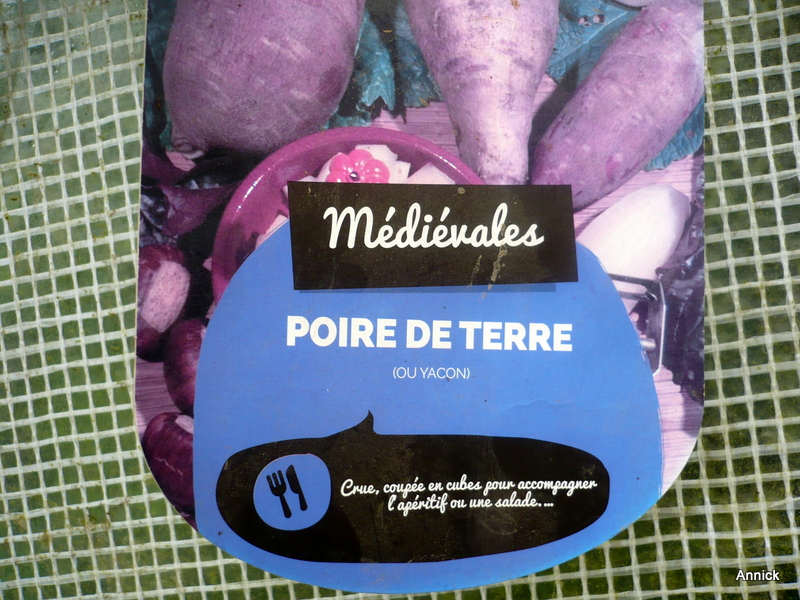 Médiévales
POIRE DE TERRE
(OU YACON)
Crue, coupée en cubes pour accompagner
l'apéritif ou une salade....
Annick